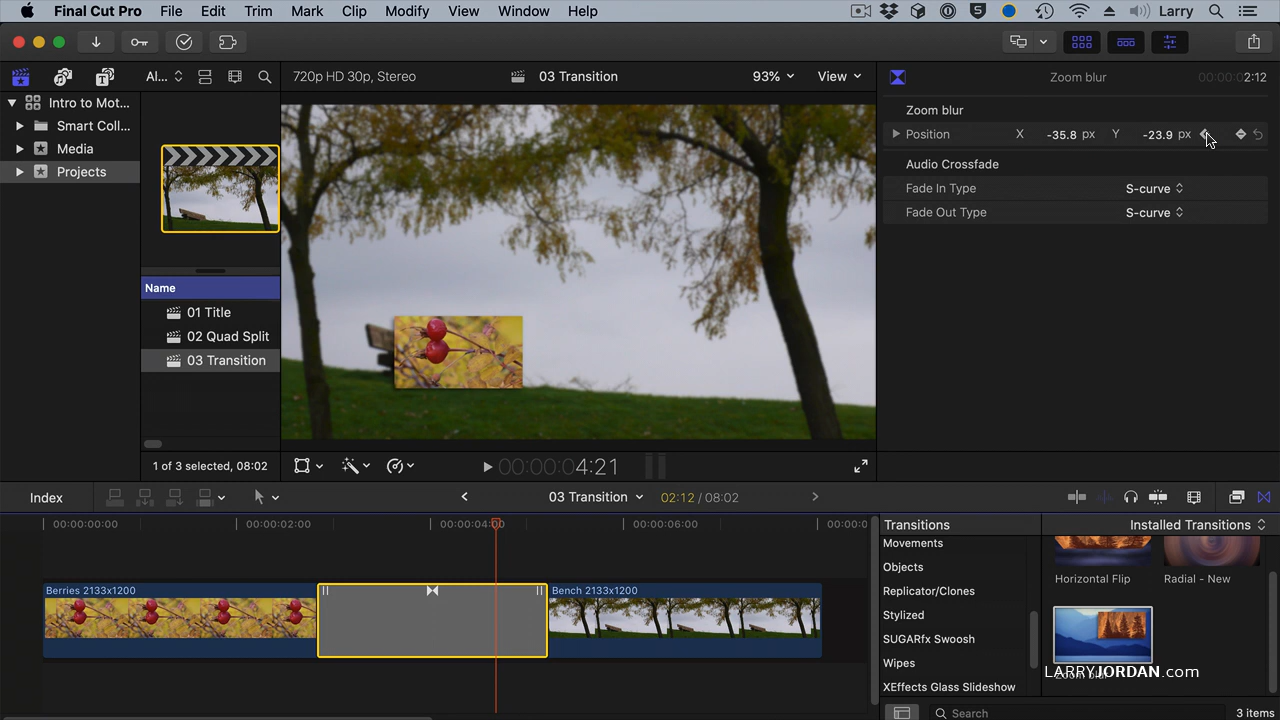 Final Cut Pro File Edit Trim Mark Clip Modify View Window Help Larry
Al... 720p HD 30p, Stereo 03 Transition 93% View Zoom blur 00:00:02:12
Intro to Mot...
Smart Coll...
Media
Projects
Zoom blur
Position X -35.8 px Y -23.9 px
Audio Crossfade
Fade In Type S-curve
Fade Out Type S-curve
Name
01 Title
02 Quad Split
03 Transition
1 of 3 selected, 08:02
00:00:04:21
Index 03 Transition 02:12 / 08:02
00:00:00:00 00:00:02:00 00:00:04:00 00:00:06:00 00:00:0
Berries 2133x1200
Bench 2133x1200
Transitions Installed Transitions
Movements
Objects
Replicator/Clones
Stylized
SUGARfx Swoosh
Wipes
XEffects Glass Slideshow
Horizontal Flip Radial - New
LARRYJORDAN.com
Search 3 items